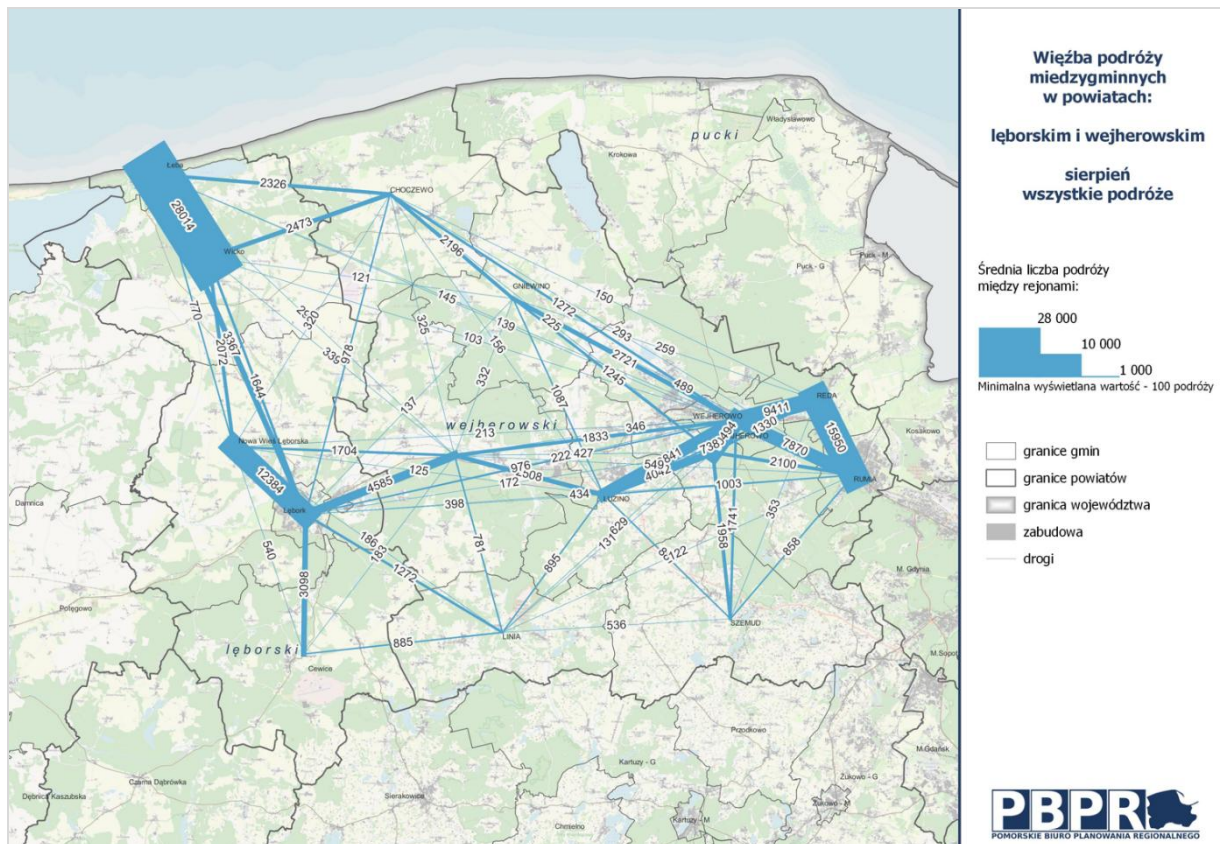 Więźba podróży
miedzygminnych
w powiatach:
lęborskim i wejherowskim
sierpień
wszystkie podróże
Średnia liczba podróży
między rejonami:
28 000
10 000
1 000
Minimalna wyświetlana wartość - 100 podróży
granice gmin
granice powiatów
granica województwa
zabudowa
drogi
PBPR
POMORSKIE BIURO PLANOWANIA REGIONALNEGO
Władysławowo
pucki
Krokowa
Łeba
2326
CHOCZEWO
28014
2473
Wicko
2196
Puck - M
Puck - G
121
GNIEWINO
145
1272
150
770
320
325
139
225
293
3367
2072
103
156
2721
259
978
1245
1644
332
489
137
1087
REDA
wejherowski
WEJHEROWO
9411
213
346
1330
Kosakowo
Nowa Wieś Lęborska
1833
15950
1704
222
427
7870
125
976
549
2100
12384
4585
172
RUMIA
434
LUZINO
1003
Damnica
Lębork
398
353
629
1741
186
781
131
1958
540
183
122
858
895
M. Gdynia
1272
3098
Potęgowo
SZEMUD
LINIA
536
885
lęborski
M.Sopot
Cewice
Przodkowo
M.Gdańsk
Kartuzy - G
Czarna Dąbrówka
Żukowo - G
Dębnica Kaszubska
Sierakowice
Żukowo - M
Chmielno
Kartuzy - M